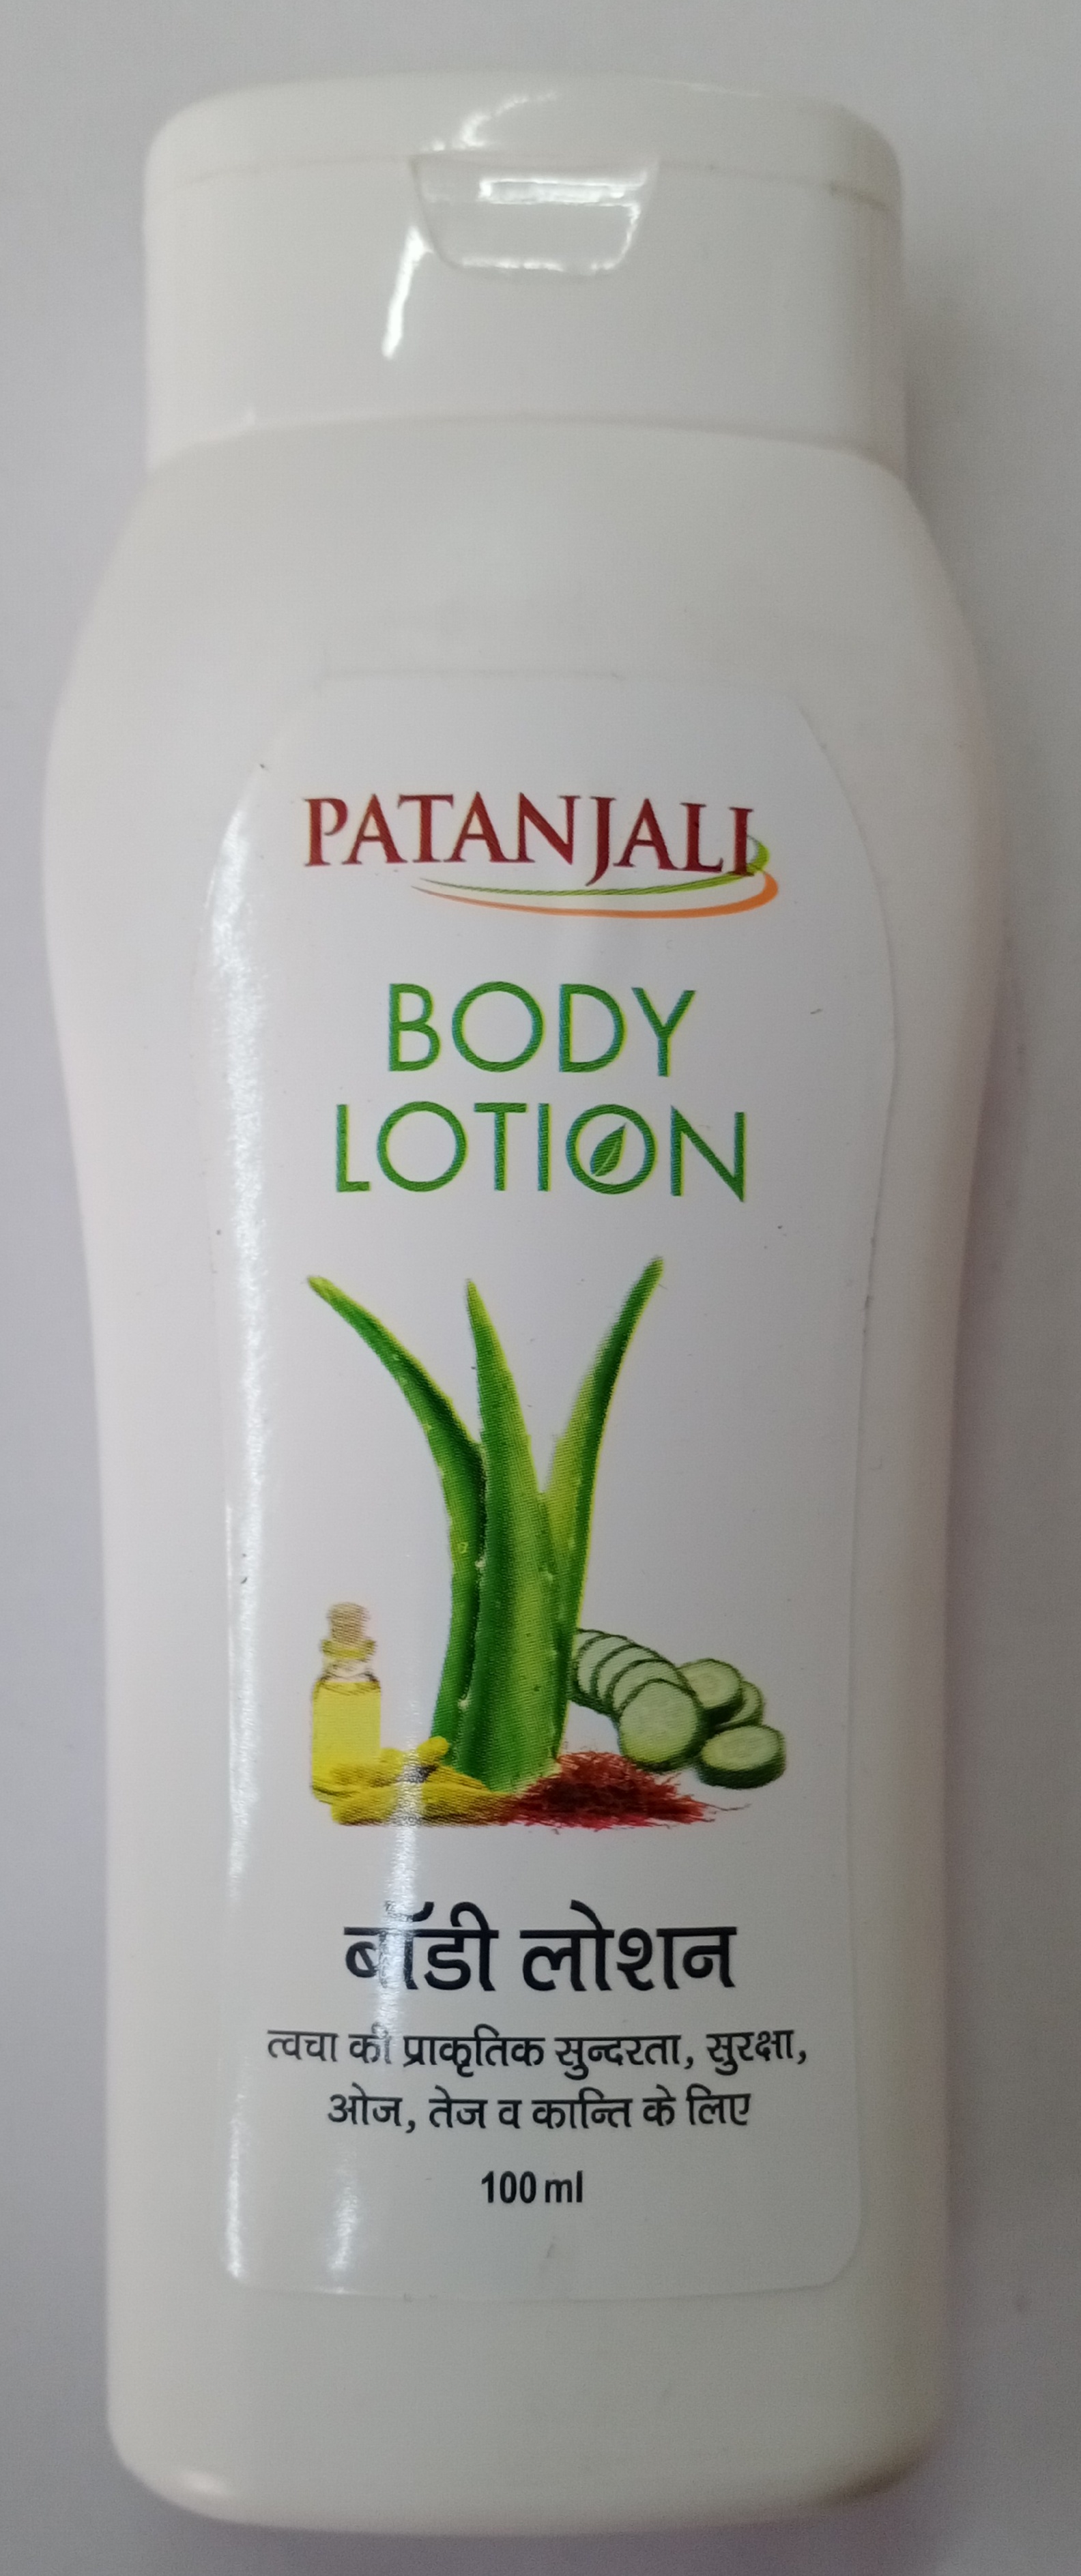 PATANJALI
BODY
LOTION
बॉडी लोशन
त्वचा की प्राकृतिक सुन्दरता, सुरक्षा,
ओज, तेज व कान्ति के लिए
100 ml